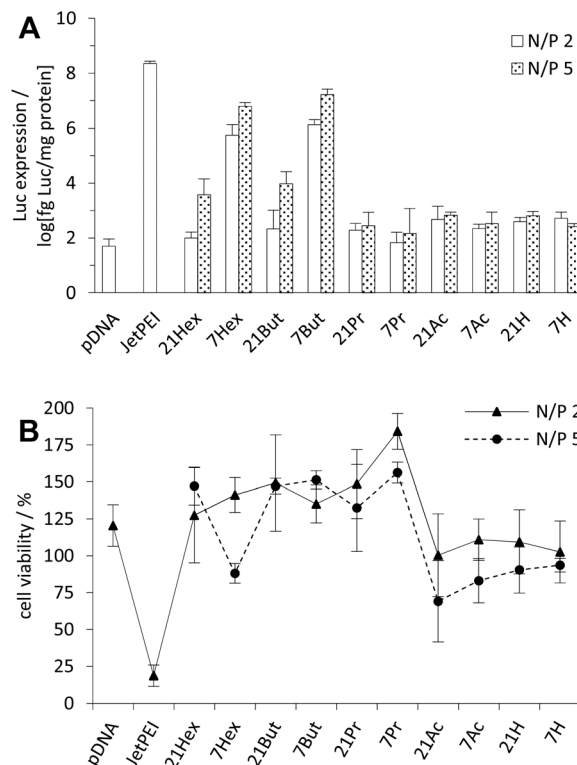 A
N/P 2
N/P 5
Luc expression /
log[fg Luc/mg protein]
10
8
6
4
2
0
pDNA
JetPEI
21Hex
7Hex
21But
7But
21Pr
7Pr
21Ac
7Ac
21H
7H
B
N/P 2
N/P 5
cell viability / %
200
175
150
125
100
75
50
25
0
pDNA
JetPEI
21Hex
7Hex
21But
7But
21Pr
7Pr
21Ac
7Ac
21H
7H